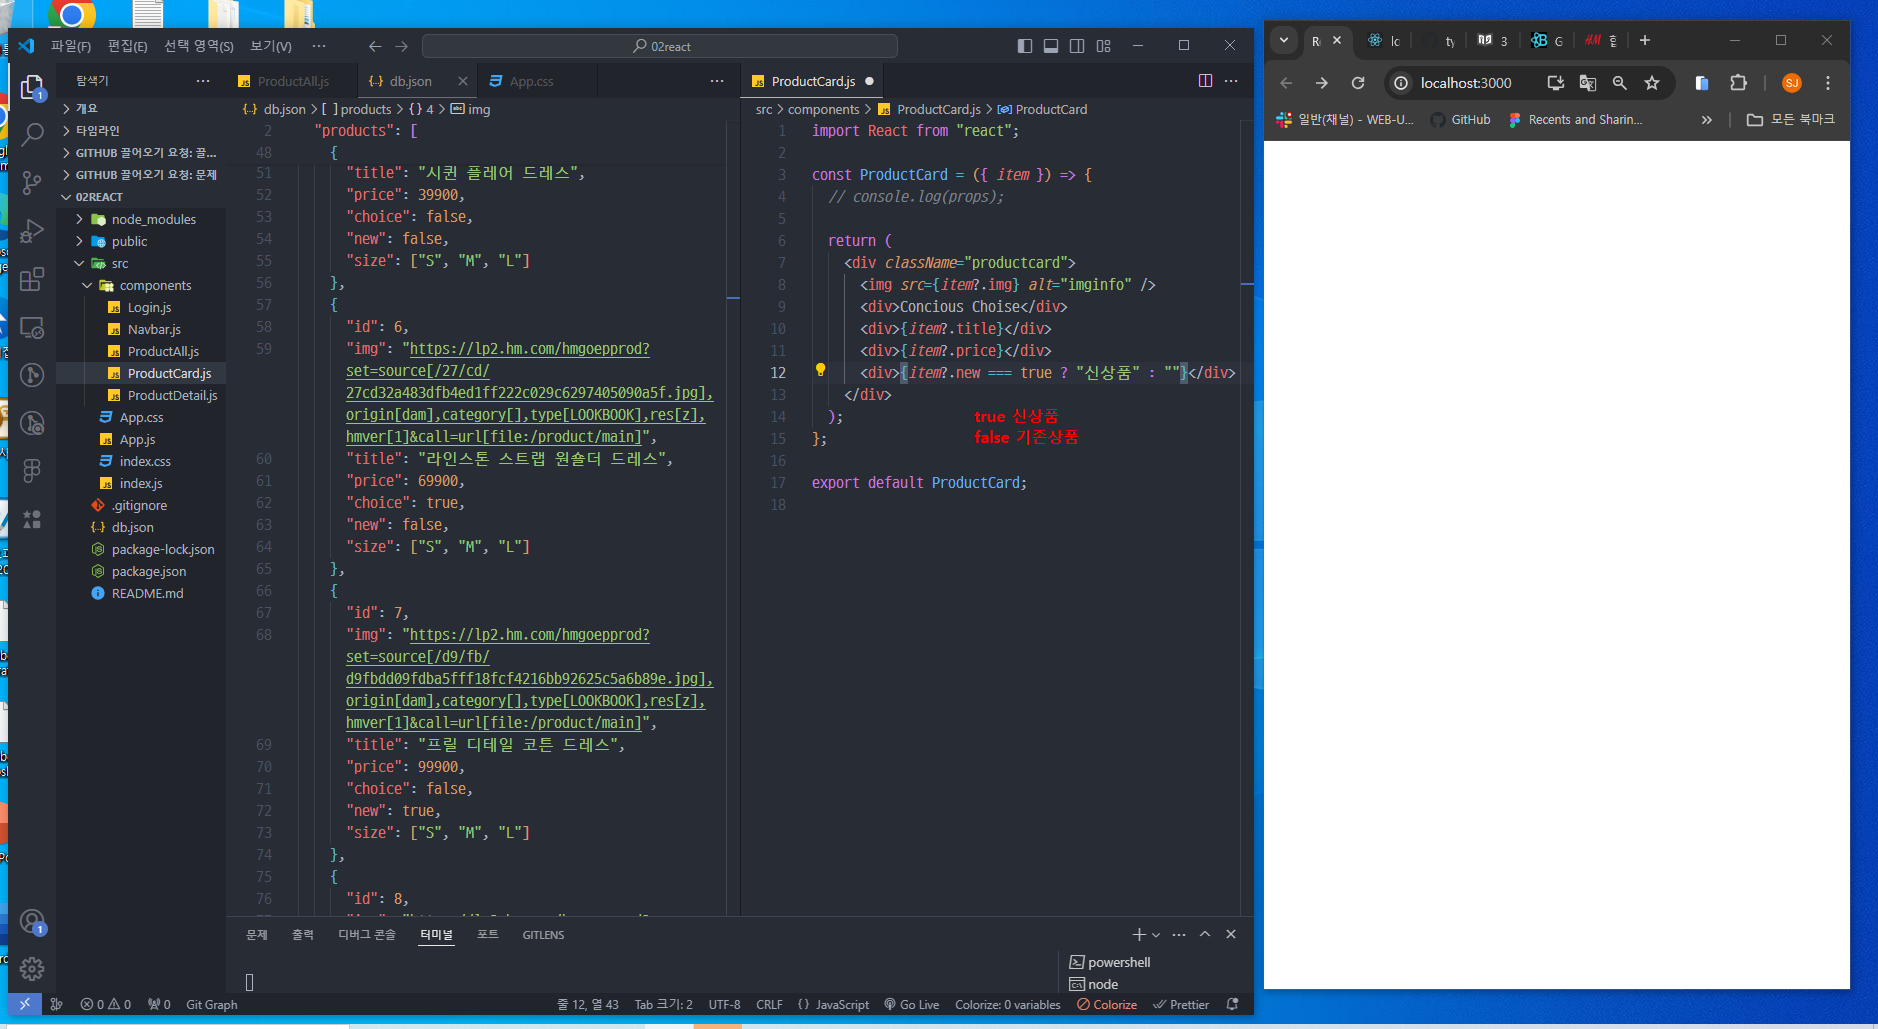 파일(F) 편집(E) 선택 영역(S) 보기(V) ··· 02react
탐색기
개요
타임라인
GITHUB 끌어오기 요청: 끌...
GITHUB 끌어오기 요청: 문제
02REACT
node_modules
public
src
components
Login.js
Navbar.js
ProductAll.js
ProductCard.js
ProductDetail.js
App.css
App.js
index.css
index.js
.gitignore
db.json
package-lock.json
package.json
README.md
1
1
ProductAll.js db.json App.css
db.json > [ ] products > { } 4 > img
2 "products": [
48 {
51 "title": "시퀸 플레어 드레스",
52 "price": 39900,
53 "choice": false,
54 "new": false,
55 "size": ["S", "M", "L"]
56 },
57 {
58 "id": 6,
59 "img": "https://lp2.hm.com/hmgoepprod?
set=source[/27/cd/
27cd32a483dfb4ed1ff222c029c6297405090a5f.jpg],
origin[dam],category[],type[LOOKBOOK],res[z],
hmver[1]&call=url[file:/product/main]",
60 "title": "라인스톤 스트랩 원숄더 드레스",
61 "price": 69900,
62 "choice": true,
63 "new": false,
64 "size": ["S", "M", "L"]
65 },
66 {
67 "id": 7,
68 "img": "https://lp2.hm.com/hmgoepprod?
set=source[/d9/fb/
d9fbdd09fdba5fff18fcf4216bb92625c5a6b89e.jpg],
origin[dam],category[],type[LOOKBOOK],res[z],
hmver[1]&call=url[file:/product/main]",
69 "title": "프릴 디테일 코튼 드레스",
70 "price": 99900,
71 "choice": false,
72 "new": true,
73 "size": ["S", "M", "L"]
74 },
75 {
76 "id": 8,
ProductCard.js
src > components > ProductCard.js > ProductCard
1 import React from "react";
2
3 const ProductCard = ({ item }) => {
4 // console.log(props);
5
6 return (
7 <div className="productcard">
8 <img src={item?.img} alt="imginfo" />
9 <div>Concious Choise</div>
10 <div>{item?.title}</div>
11 <div>{item?.price}</div>
12 <div>{item?.new === true ? "신상품" : ""}</div>
13 </div>
14 );
true 신상품
15 };
false 기존상품
16
17 export default ProductCard;
18
문제 출력 디버그 콘솔 터미널 포트 GITLENS
powershell
node
0 0 0 Git Graph 줄 12, 열 43 Tab 크기: 2 UTF-8 CRLF { } JavaScript Go Live Colorize: 0 variables Colorize Prettier
localhost:3000 SJ
일반(채널) - WEB-U... GitHub Recents and Sharin... » 모든 북마크